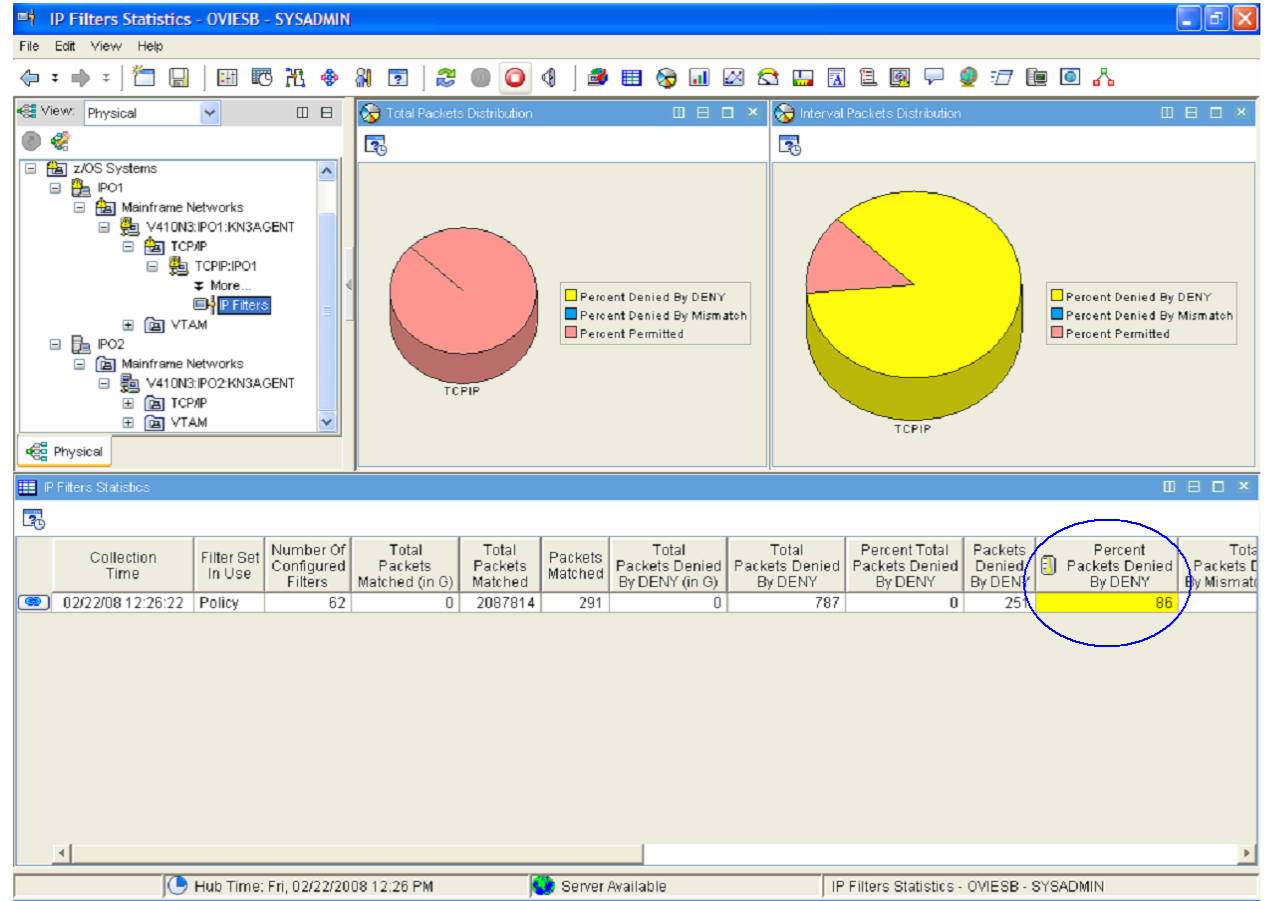 IP Filters Statistics - OVIESB - SYSADMIN
File Edit View Help
View: Physical
z/OS Systems
IPO1
Mainframe Networks
V410N3:IPO1:KN3AGENT
TCP/IP
TCPIP:IPO1
More...
IP Filters
VTAM
IPO2
Mainframe Networks
V410N3:IPO2:KN3AGENT
TCP/IP
VTAM
Physical
Total Packets Distribution
Percent Denied By DENY
Percent Denied By Mismatch
Percent Permitted
TCPIP
Interval Packets Distribution
Percent Denied By DENY
Percent Denied By Mismatch
Percent Permitted
TCPIP
IP Filters Statistics
Collection Time
Filter Set In Use
Number Of Configured Filters
Total Packets Matched (in G)
Total Packets Matched
Packets Matched
Total Packets Denied By DENY (in G)
Total Packets Denied By DENY
Percent Total Packets Denied By DENY
Packets Denied By DENY
Percent Packets Denied By DENY
02/22/08 12:26:22 Policy 62 0 2087814 291 0 787 0 251 86
Hub Time: Fri, 02/22/2008 12:26 PM
Server Available
IP Filters Statistics - OVIESB - SYSADMIN